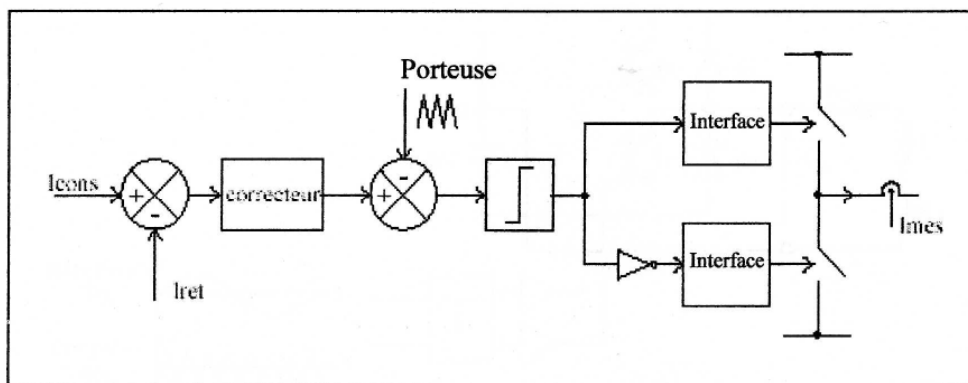 Porteuse
Interface
Icons
+
-
correcteur
+
-
Iret
Interface
Imes